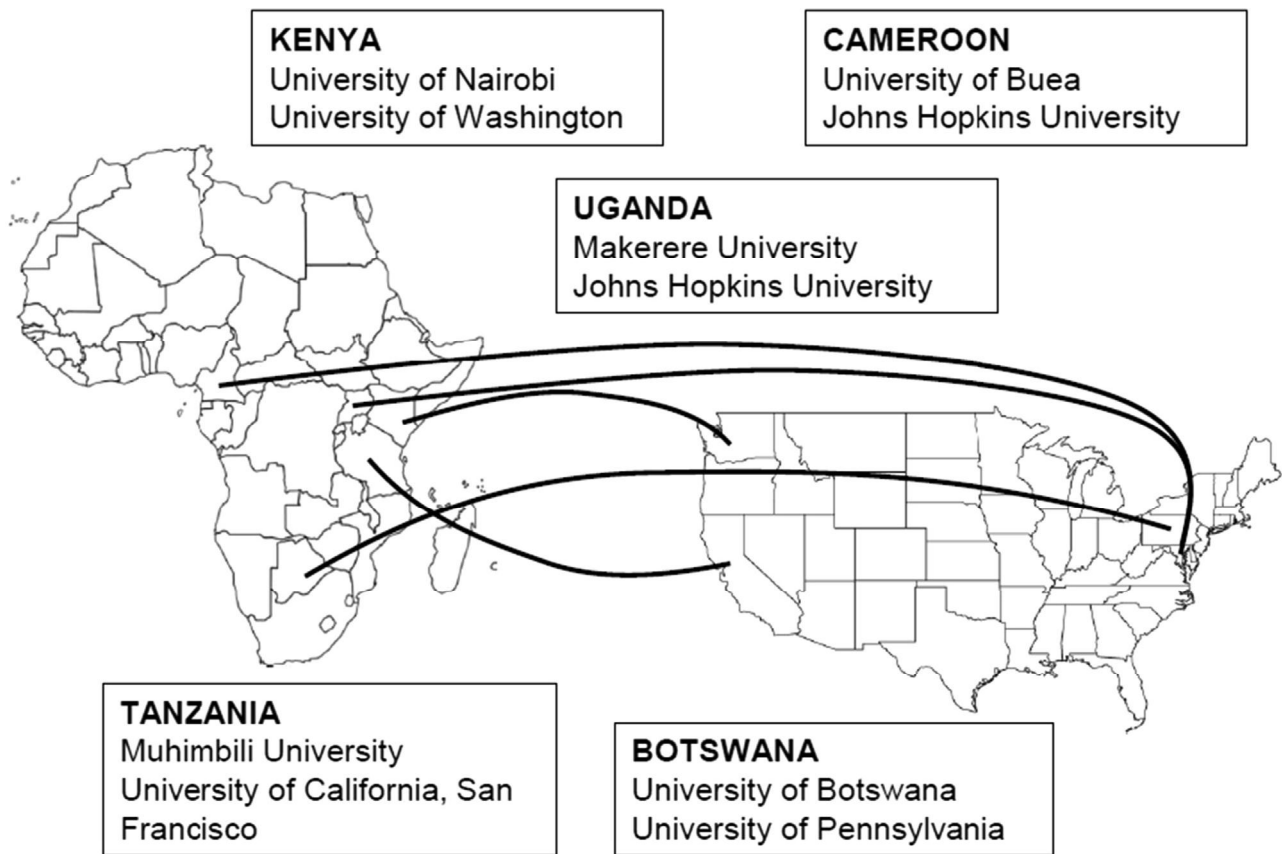 KENYA
University of Nairobi
University of Washington
CAMEROON
University of Buea
Johns Hopkins University
UGANDA
Makerere University
Johns Hopkins University
TANZANIA
Muhimbili University
University of California, San
Francisco
BOTSWANA
University of Botswana
University of Pennsylvania